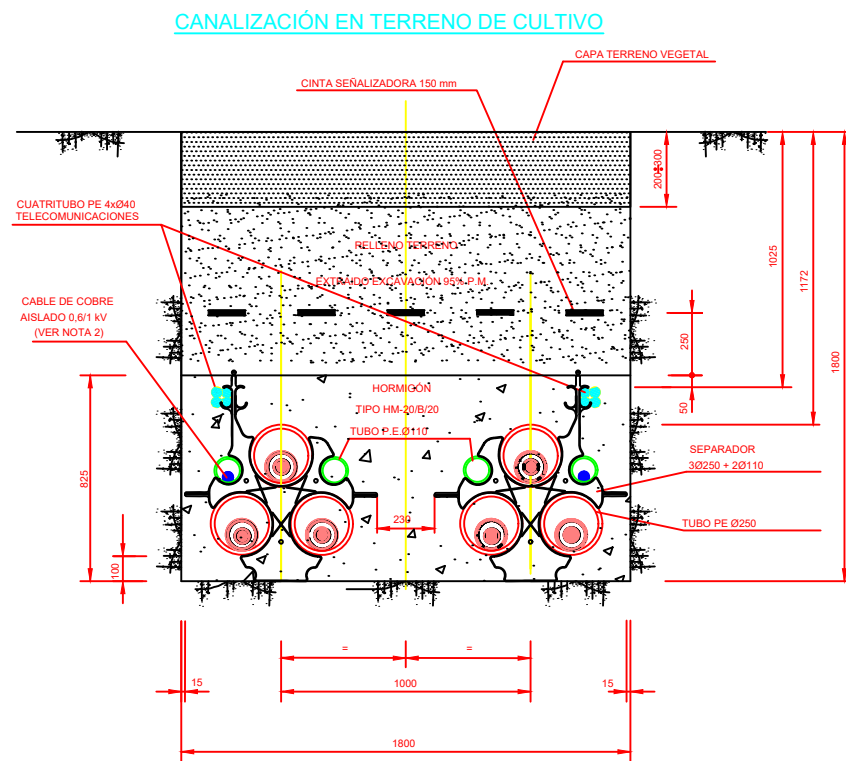 CANALIZACIÓN EN TERRENO DE CULTIVO
CAPA TERRENO VEGETAL
CINTA SEÑALIZADORA 150 mm
CUATRITUBO PE 4xØ40
TELECOMUNICACIONES
RELLENO TERRENO
EXTRAIDO EXCAVACIÓN 95% P.M
CABLE DE COBRE
AISLADO 0,6/1 kV
(VER NOTA 2)
HORMIGÓN
TIPO HM-20/B/20
TUBO P.E.Ø110
SEPARADOR
3Ø250 + 2Ø110
TUBO PE Ø250
1025
1172
1800
250
50
825
100
230
=
=
15
1000
15
1800